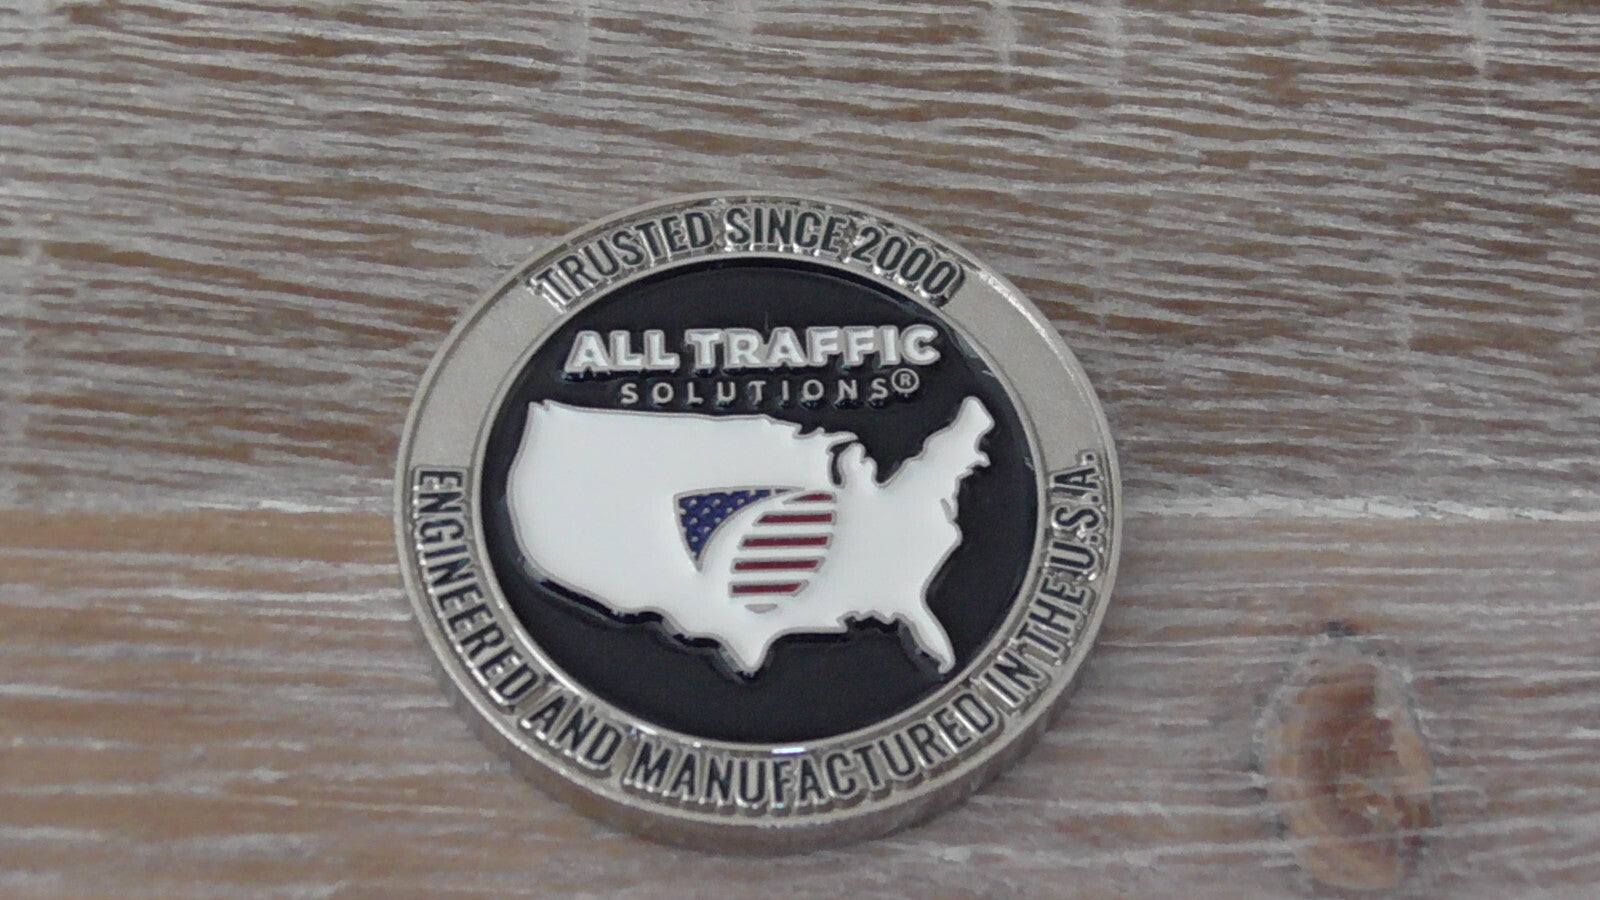 TRUSTED SINCE 2000
ALL TRAFFIC
SOLUTIONS®
ENGINEERED AND MANUFACTURED IN THE U.S.A.